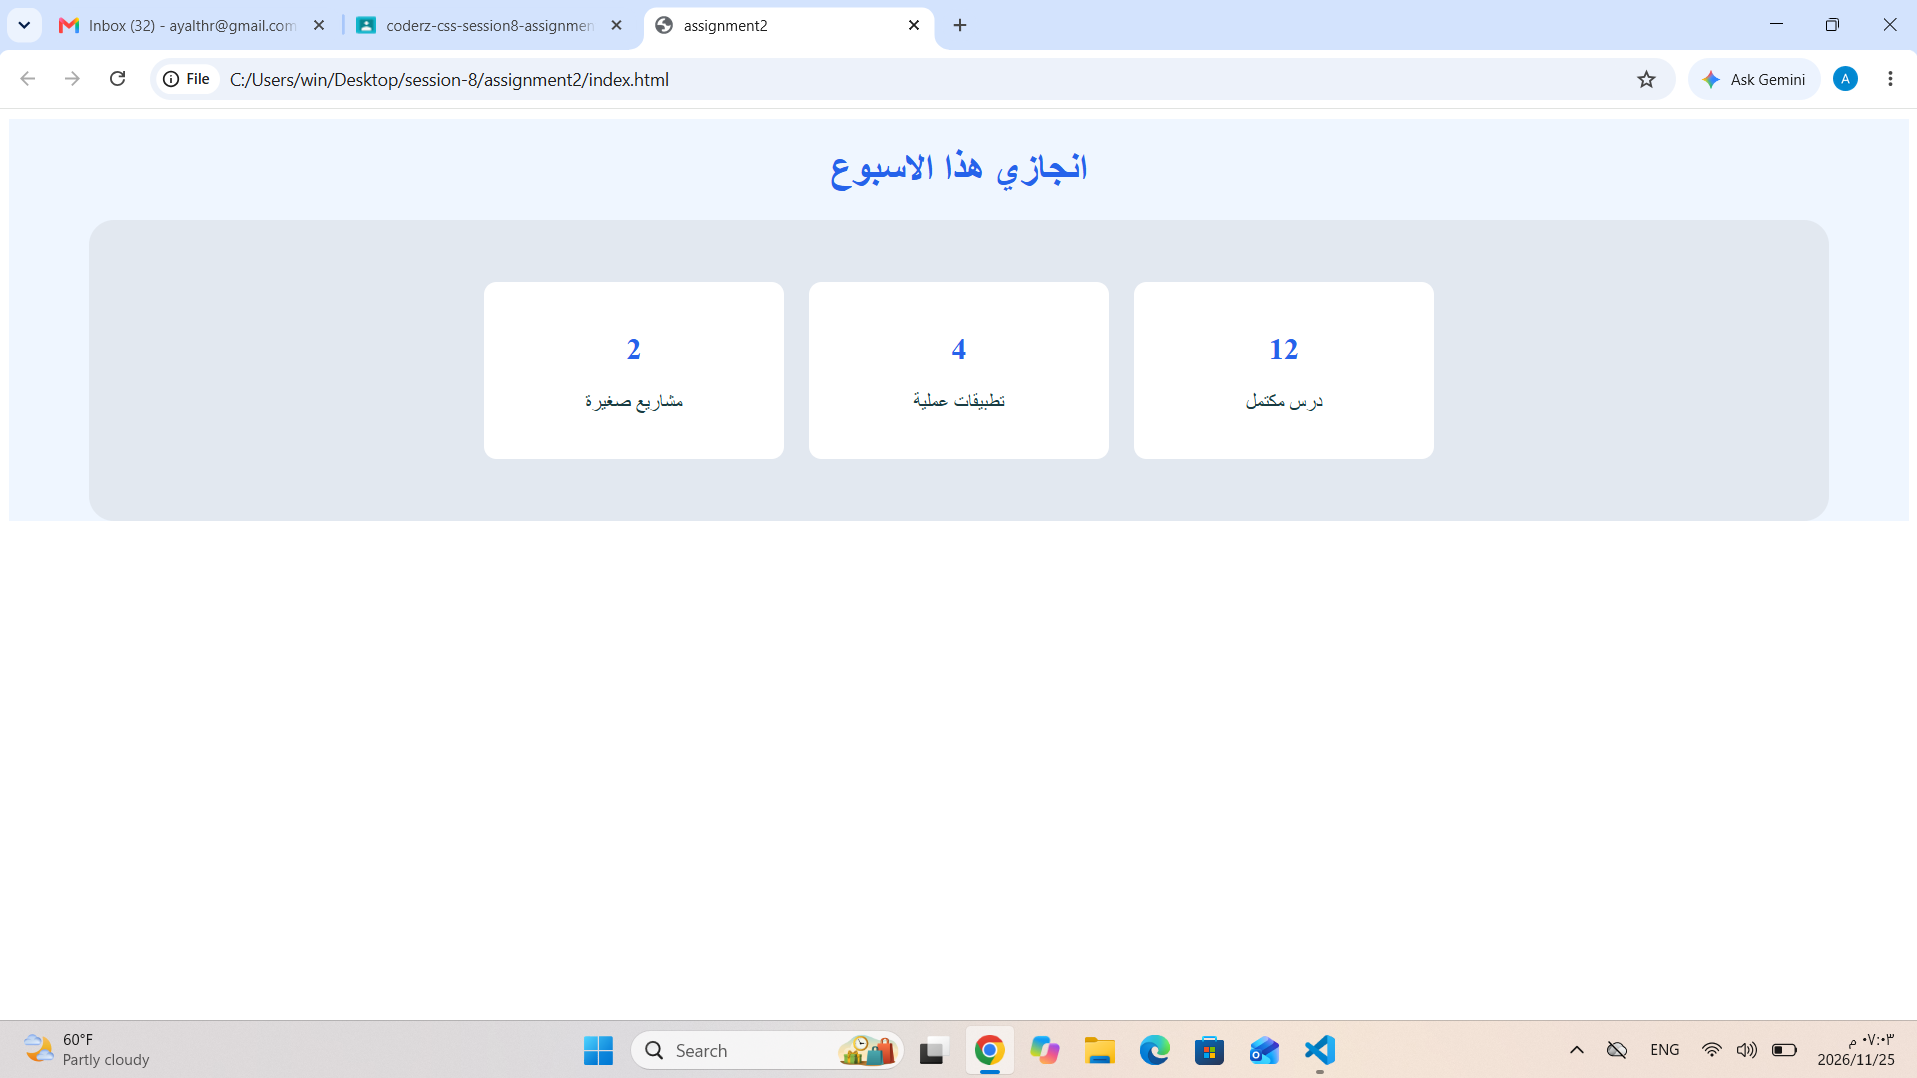 Inbox (32) - ayalthr@gmail.com
coderz-css-session8-assignmen
assignment2
File
C:/Users/win/Desktop/session-8/assignment2/index.html
Ask Gemini
A
انجازي هذا الاسبوع
12
درس مكتمل
4
تطبيقات عملية
2
مشاريع صغيرة
60°F
Partly cloudy
Search
ENG
٠٧:٠٣ م
2026/11/25